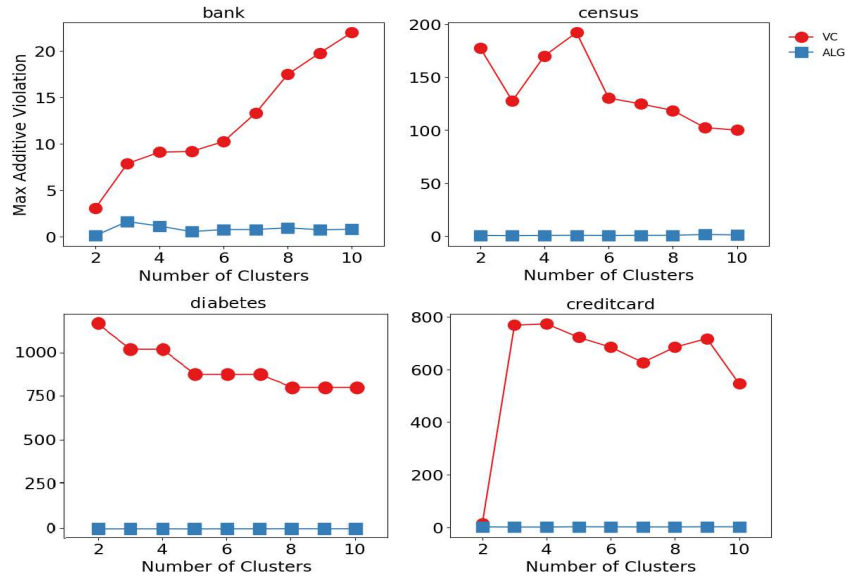 bank
census
VC
ALG
Max Additive Violation
20
15
10
5
0
200
150
100
50
0
2 4 6 8 10
2 4 6 8 10
Number of Clusters
Number of Clusters
diabetes
creditcard
1000
750
500
250
0
800
600
400
200
0
2 4 6 8 10
2 4 6 8 10
Number of Clusters
Number of Clusters